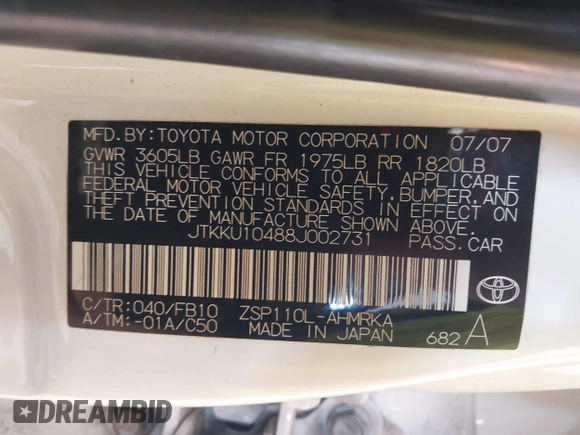 MFD.BY:TOYOTA MOTOR CORPORATION 07/07
GVWR 3605LB GAWR FR 1975LB RR 1820LB
THIS VEHICLE CONFORMS TO ALL APPLICABLE
FEDERAL MOTOR VEHICLE SAFETY,BUMPER,AND
THEFT PREVENTION STANDARDS IN EFFECT ON
THE DATE OF MANUFACTURE SHOWN ABOVE.
JTKKU10488J002731 PASS.CAR
C/TR:040/FB10 ZSP110L-AHMRKA
A/TM:-01A/C50 MADE IN JAPAN 682 A
DREAMBID